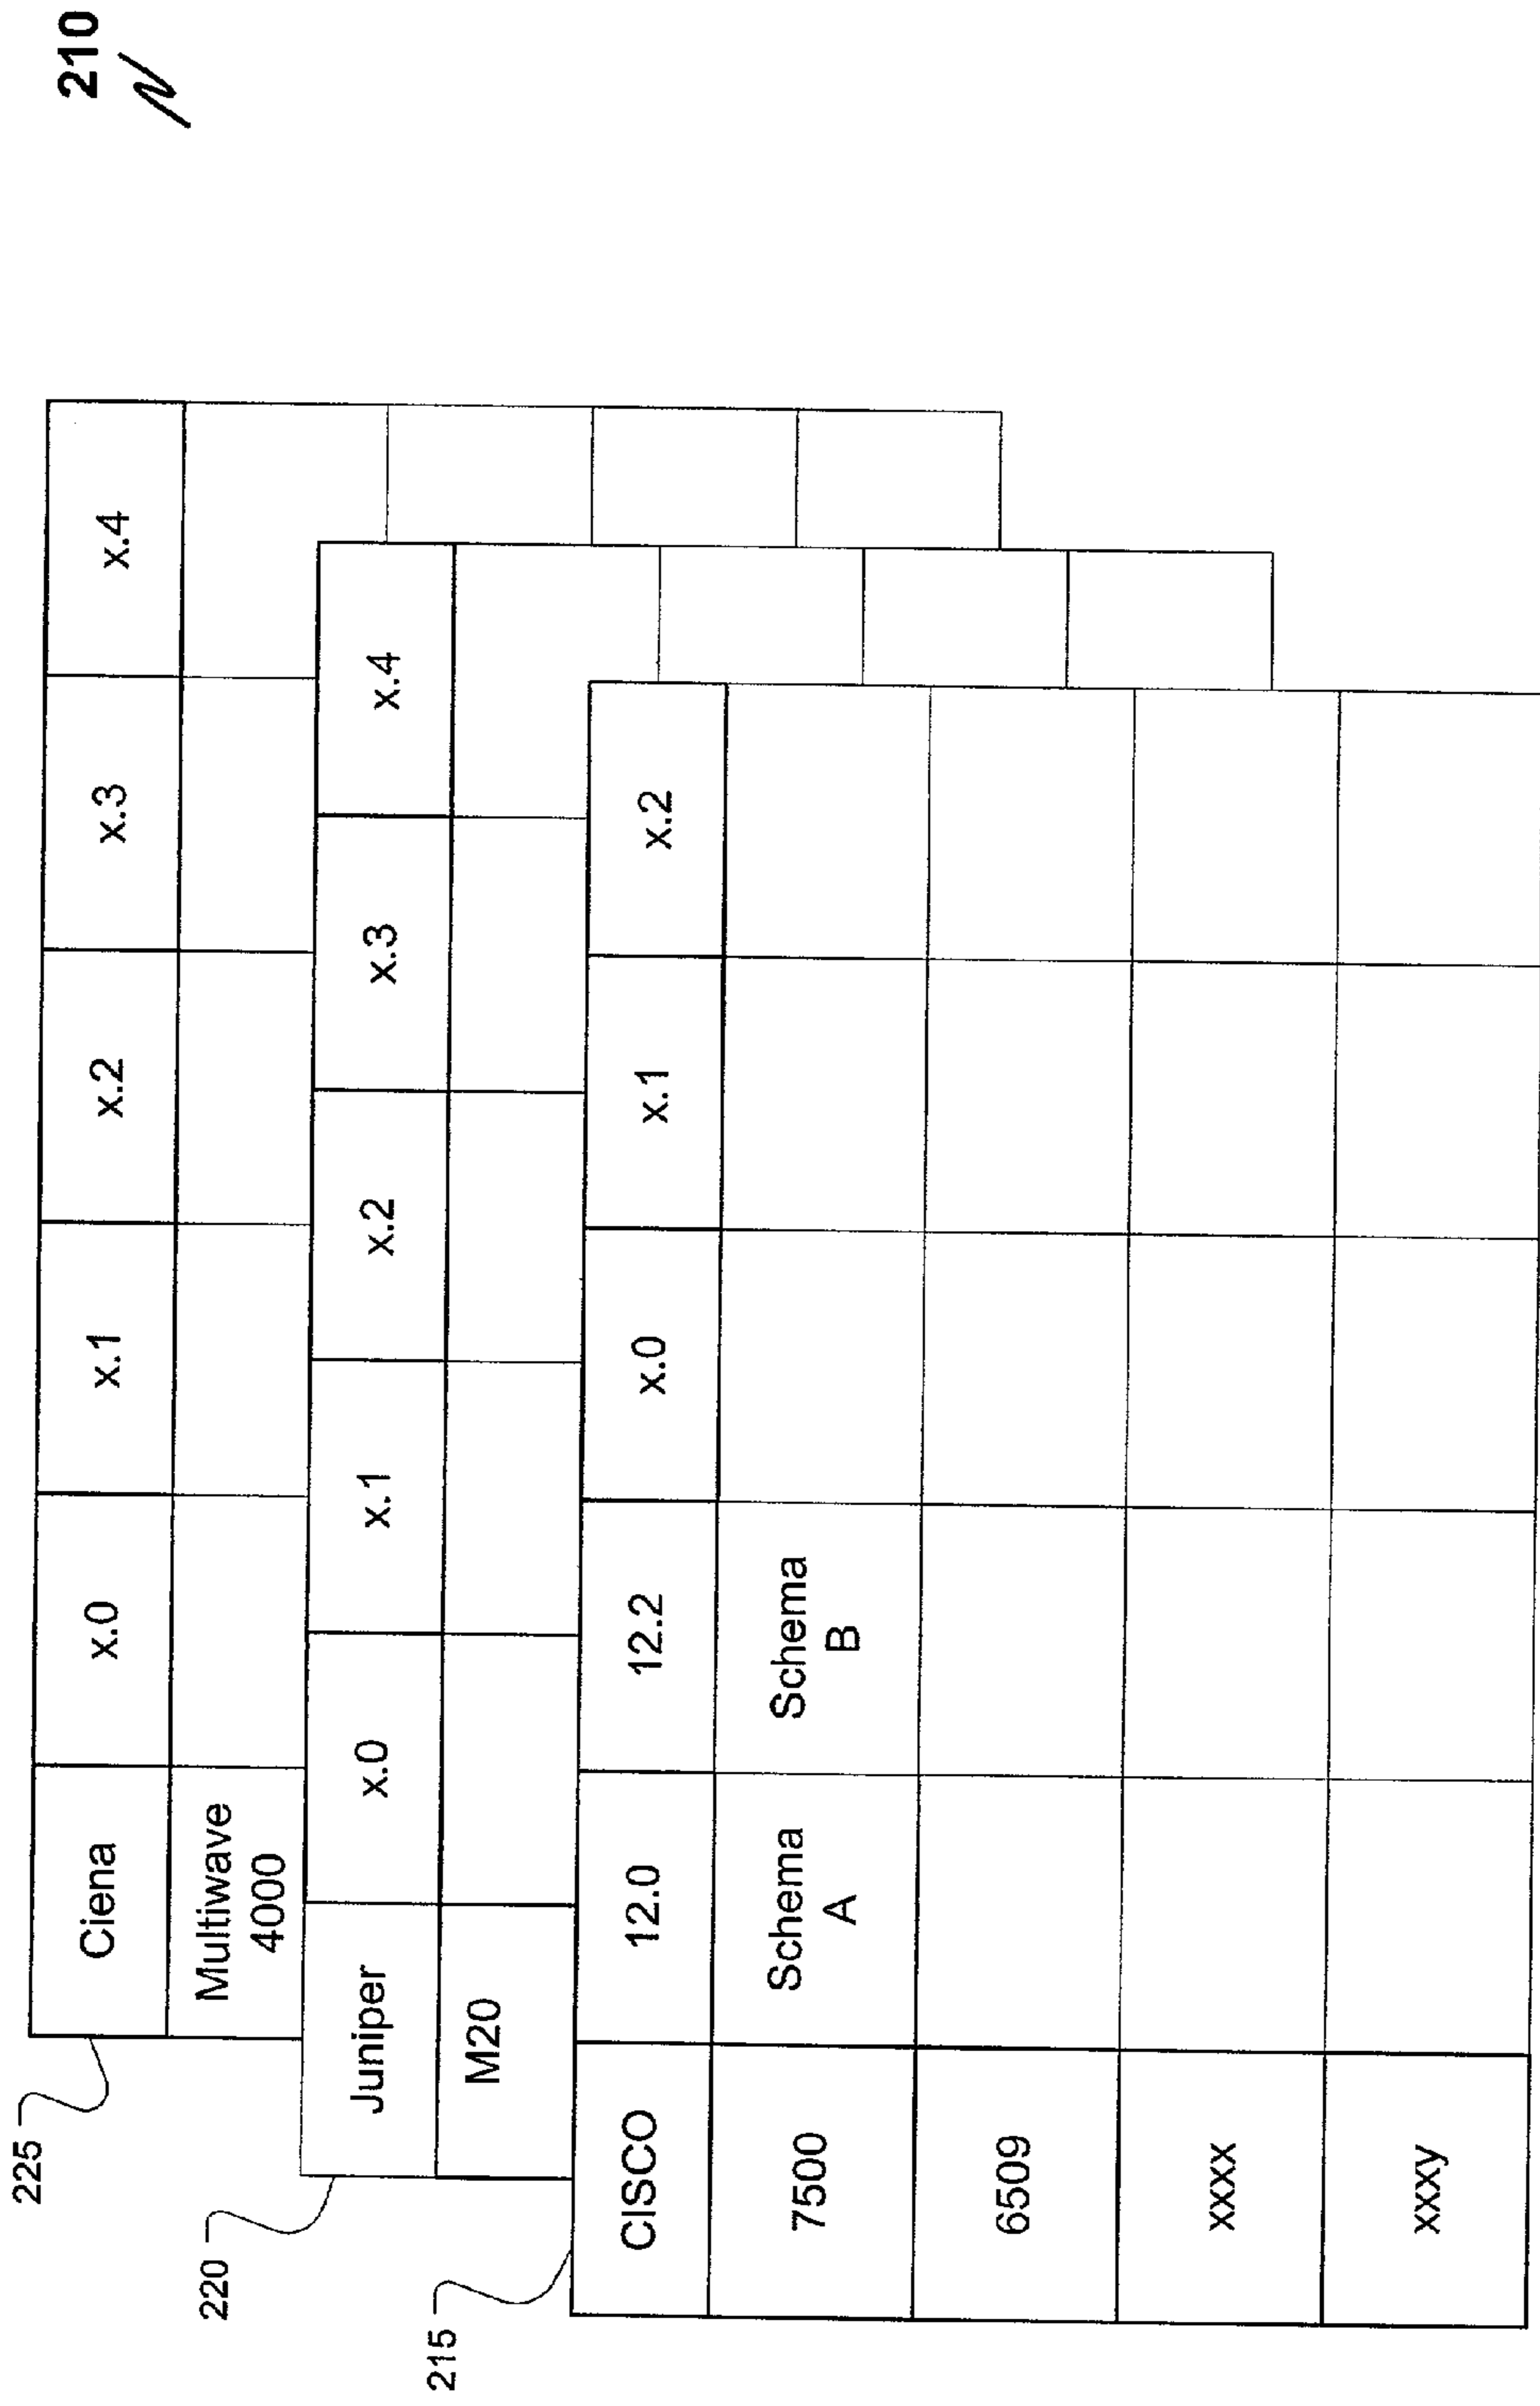 210
225
Ciena x.0 x.1 x.2 x.3 x.4
Multiwave
4000
220
Juniper x.0 x.1 x.2 x.3 x.4
M20
215
CISCO 12.0 12.2 x.0 x.1 x.2
7500 Schema Schema
A B
6509
xxxx
xxxy